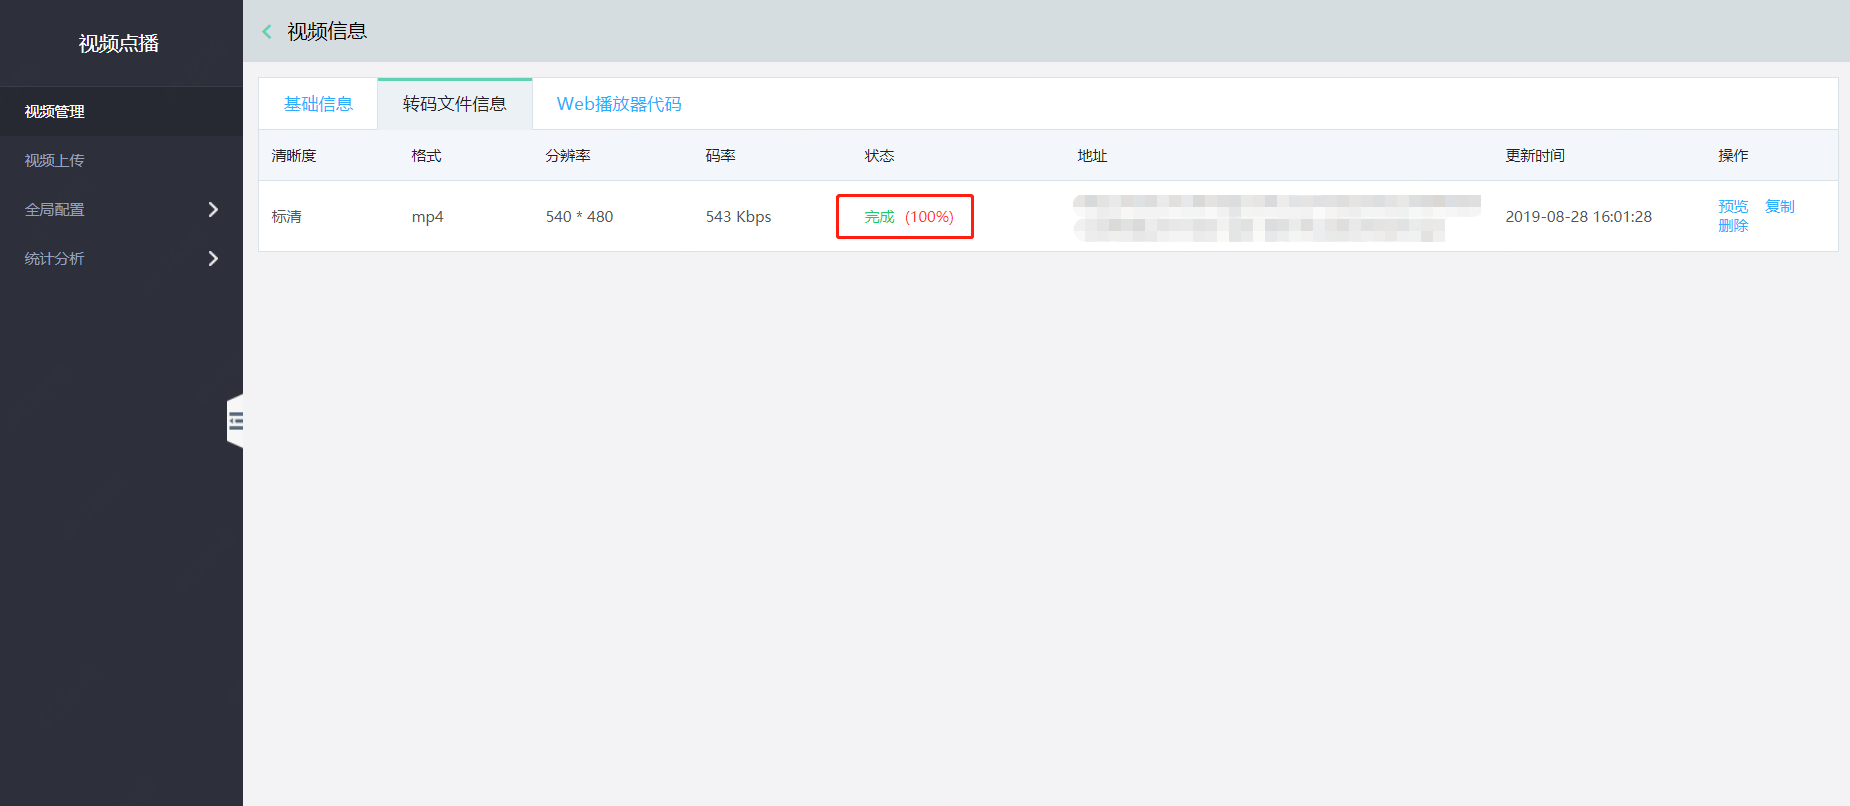 视频点播
视频管理
视频上传
全局配置
统计分析
视频信息
基础信息 转码文件信息 Web播放器代码
清晰度 格式 分辨率 码率 状态 地址 更新时间 操作
标清 mp4 540 * 480 543 Kbps 完成 (100%) 2019-08-28 16:01:28 预览 复制
删除